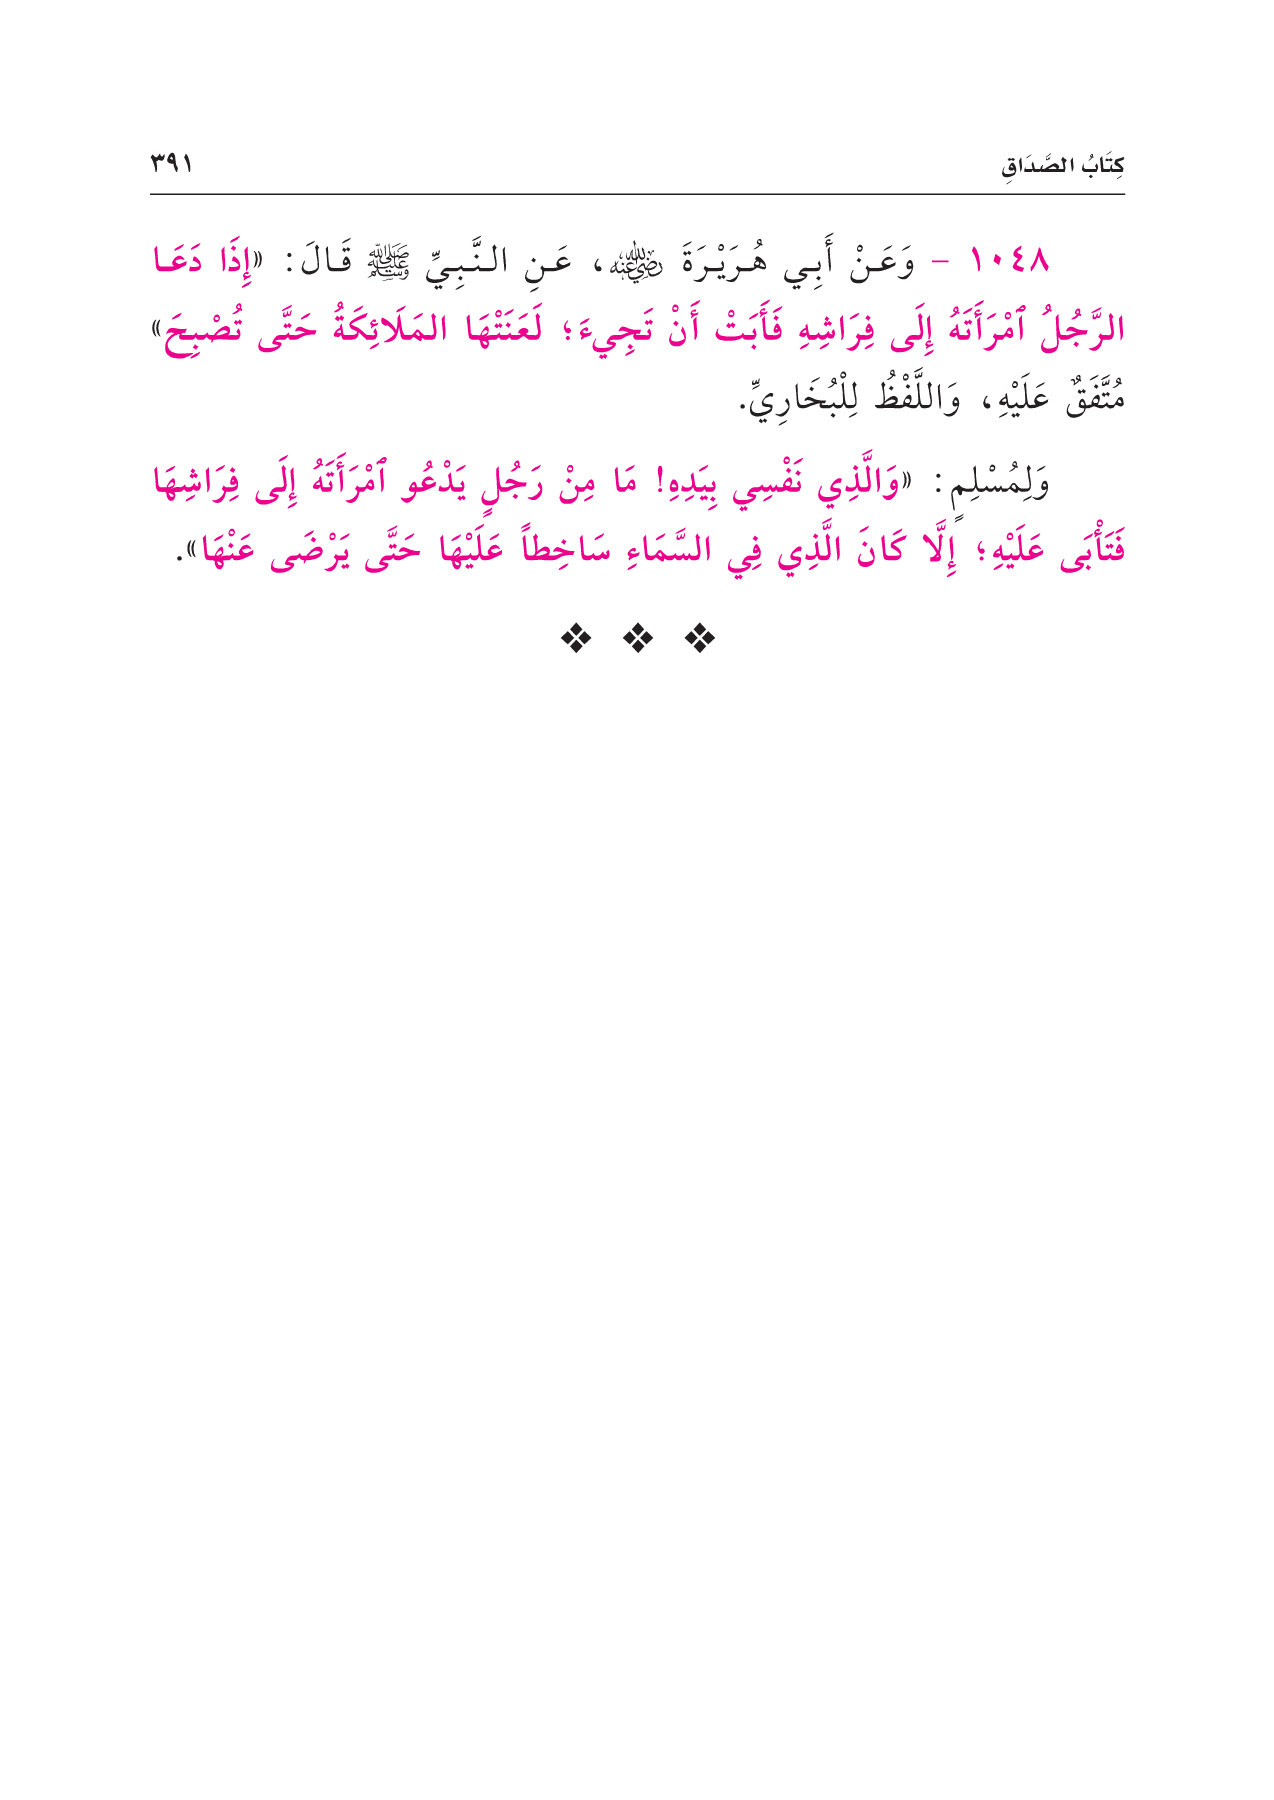 كِتَابُ الصَّدَاقِ ٣٩١
١٠٤٨ - وَعَنْ أَبِي هُرَيْرَةَ رضي الله عنه، عَنِ النَّبِيِّ ﷺ قَالَ: «إِذَا دَعَا
الرَّجُلُ ٱمْرَأَتَهُ إِلَى فِرَاشِهِ فَأَبَتْ أَنْ تَجِيءَ؛ لَعَنَتْهَا المَلَائِكَةُ حَتَّى تُصْبِحَ»
مُتَّفَقٌ عَلَيْهِ، وَاللَّفْظُ لِلْبُخَارِيِّ.
وَلِمُسْلِمٍ: «وَالَّذِي نَفْسِي بِيَدِهِ! مَا مِنْ رَجُلٍ يَدْعُو ٱمْرَأَتَهُ إِلَى فِرَاشِهَا
فَتَأْبَى عَلَيْهِ؛ إِلَّا كَانَ الَّذِي فِي السَّمَاءِ سَاخِطاً عَلَيْهَا حَتَّى يَرْضَى عَنْهَا».